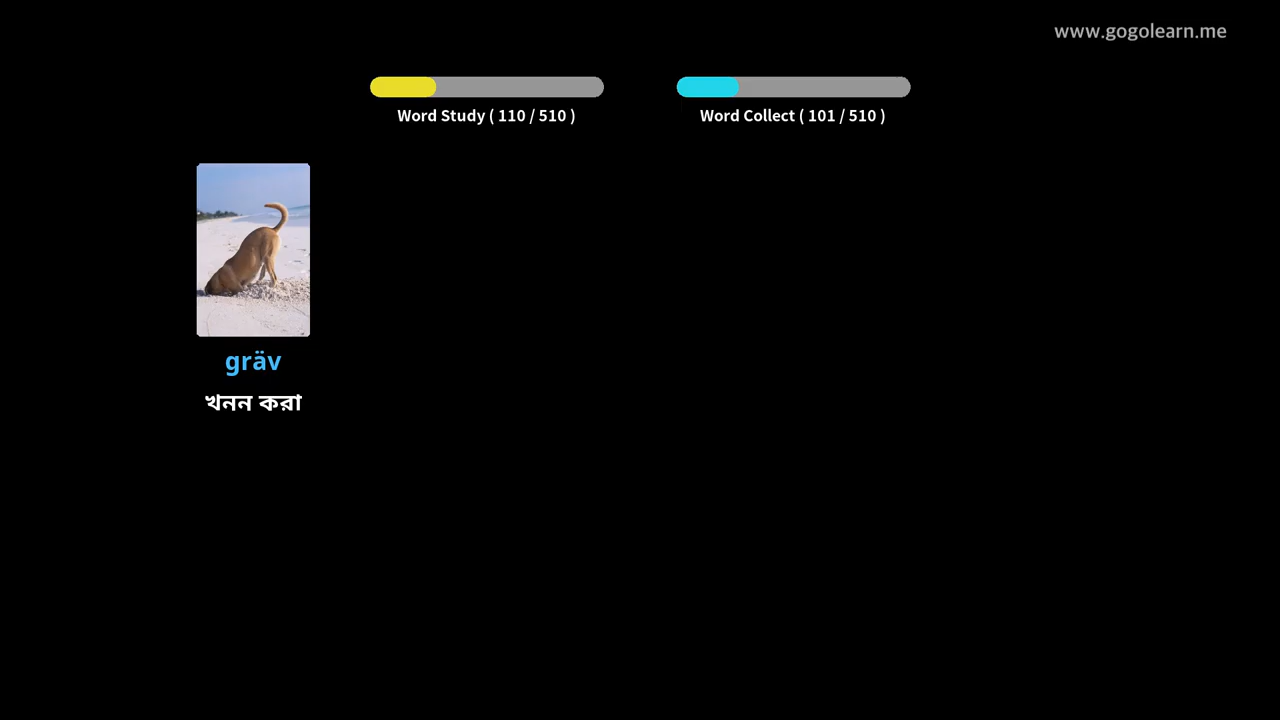 www.gogolearn.me
Word Study ( 110 / 510 )
Word Collect ( 101 / 510 )
gräv
খনন করা